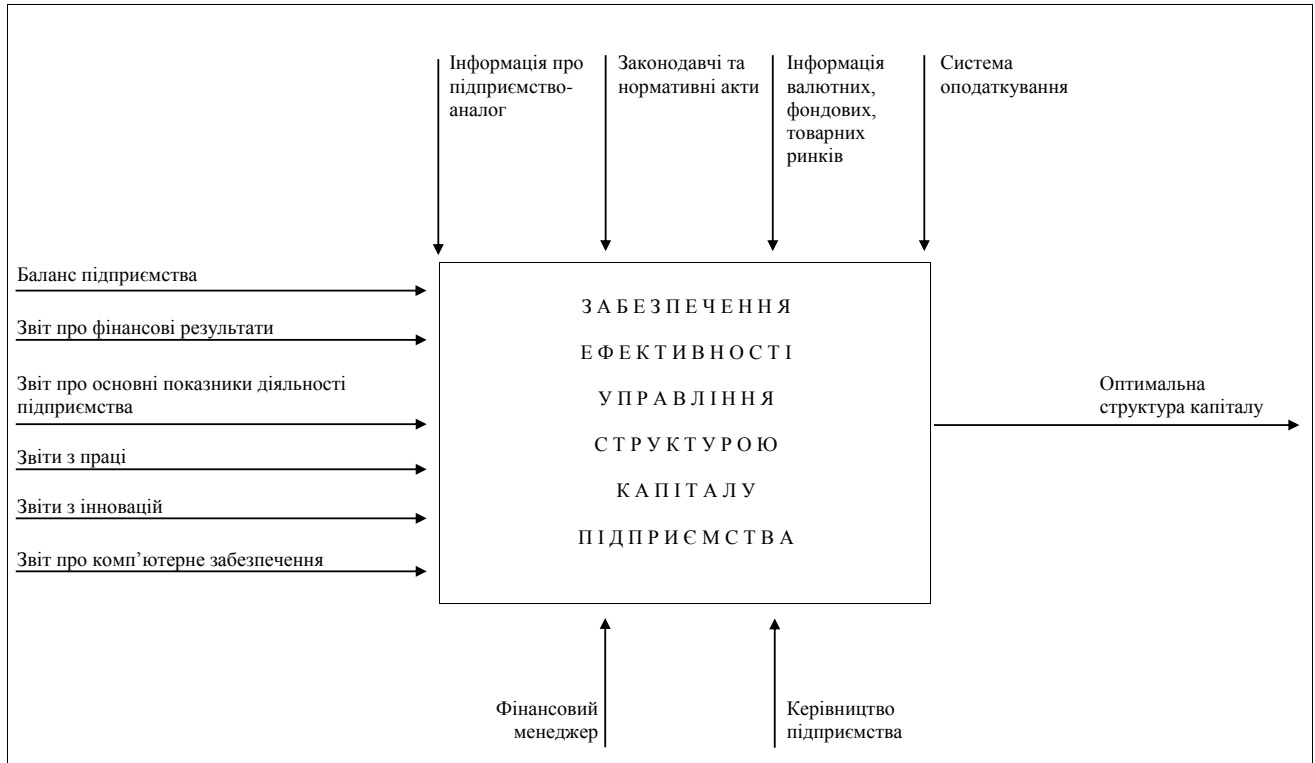 Інформація про
підприємство-
аналог
Законодавчі та
нормативні акти
Інформація
валютних,
фондових,
товарних
ринків
Система
оподаткування
Баланс підприємства
Звіт про фінансові результати
Звіт про основні показники діяльності
підприємства
Звіти з праці
Звіти з інновацій
Звіт про комп’ютерне забезпечення
З А Б Е З П Е Ч Е Н Н Я
Е Ф Е К Т И В Н О С Т І
У П Р А В Л І Н Н Я
С Т Р У К Т У Р О Ю
К А П І Т А Л У
П І Д П Р И Є М С Т В А
Оптимальна
структура капіталу
Фінансовий
менеджер
Керівництво
підприємства